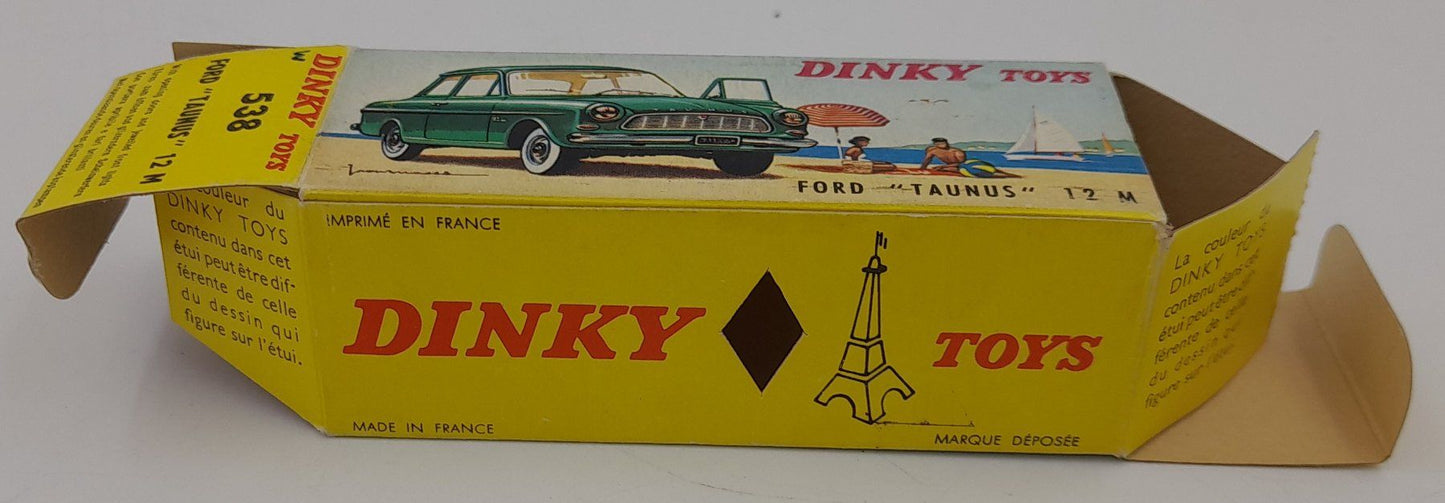 DINKY TOYS
W
538
FORD "TAUNUS" 12 M
couleur du
DINKY TOYS
contenu dans cet
étui peut être dif-
férente de celle
du dessin qui
figure sur l'étui.
DINKY TOYS
FORD "TAUNUS" 12 M
IMPRIMÉ EN FRANCE
DINKY TOYS
MADE IN FRANCE
MARQUE DÉPOSÉE
La couleur du
DINKY TOYS
contenu dans cet
étui peut être dif-
férente de celle
du dessin qui
figure sur l'étui.